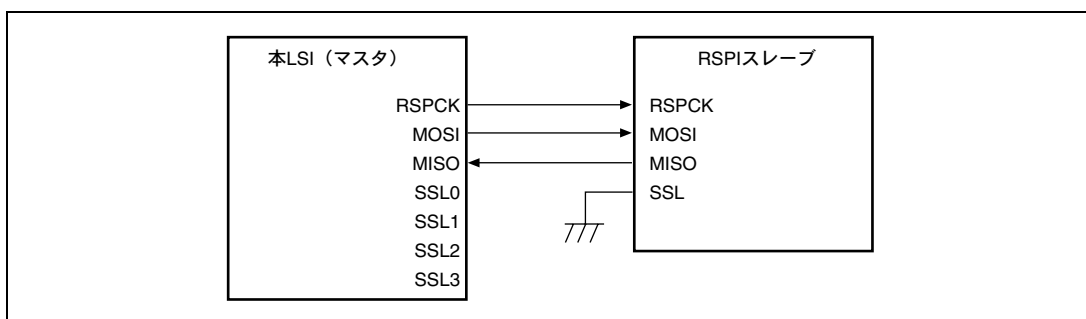 本LSI（マスタ）
RSPCK
MOSI
MISO
SSL0
SSL1
SSL2
SSL3
RSPIスレーブ
RSPCK
MOSI
MISO
SSL